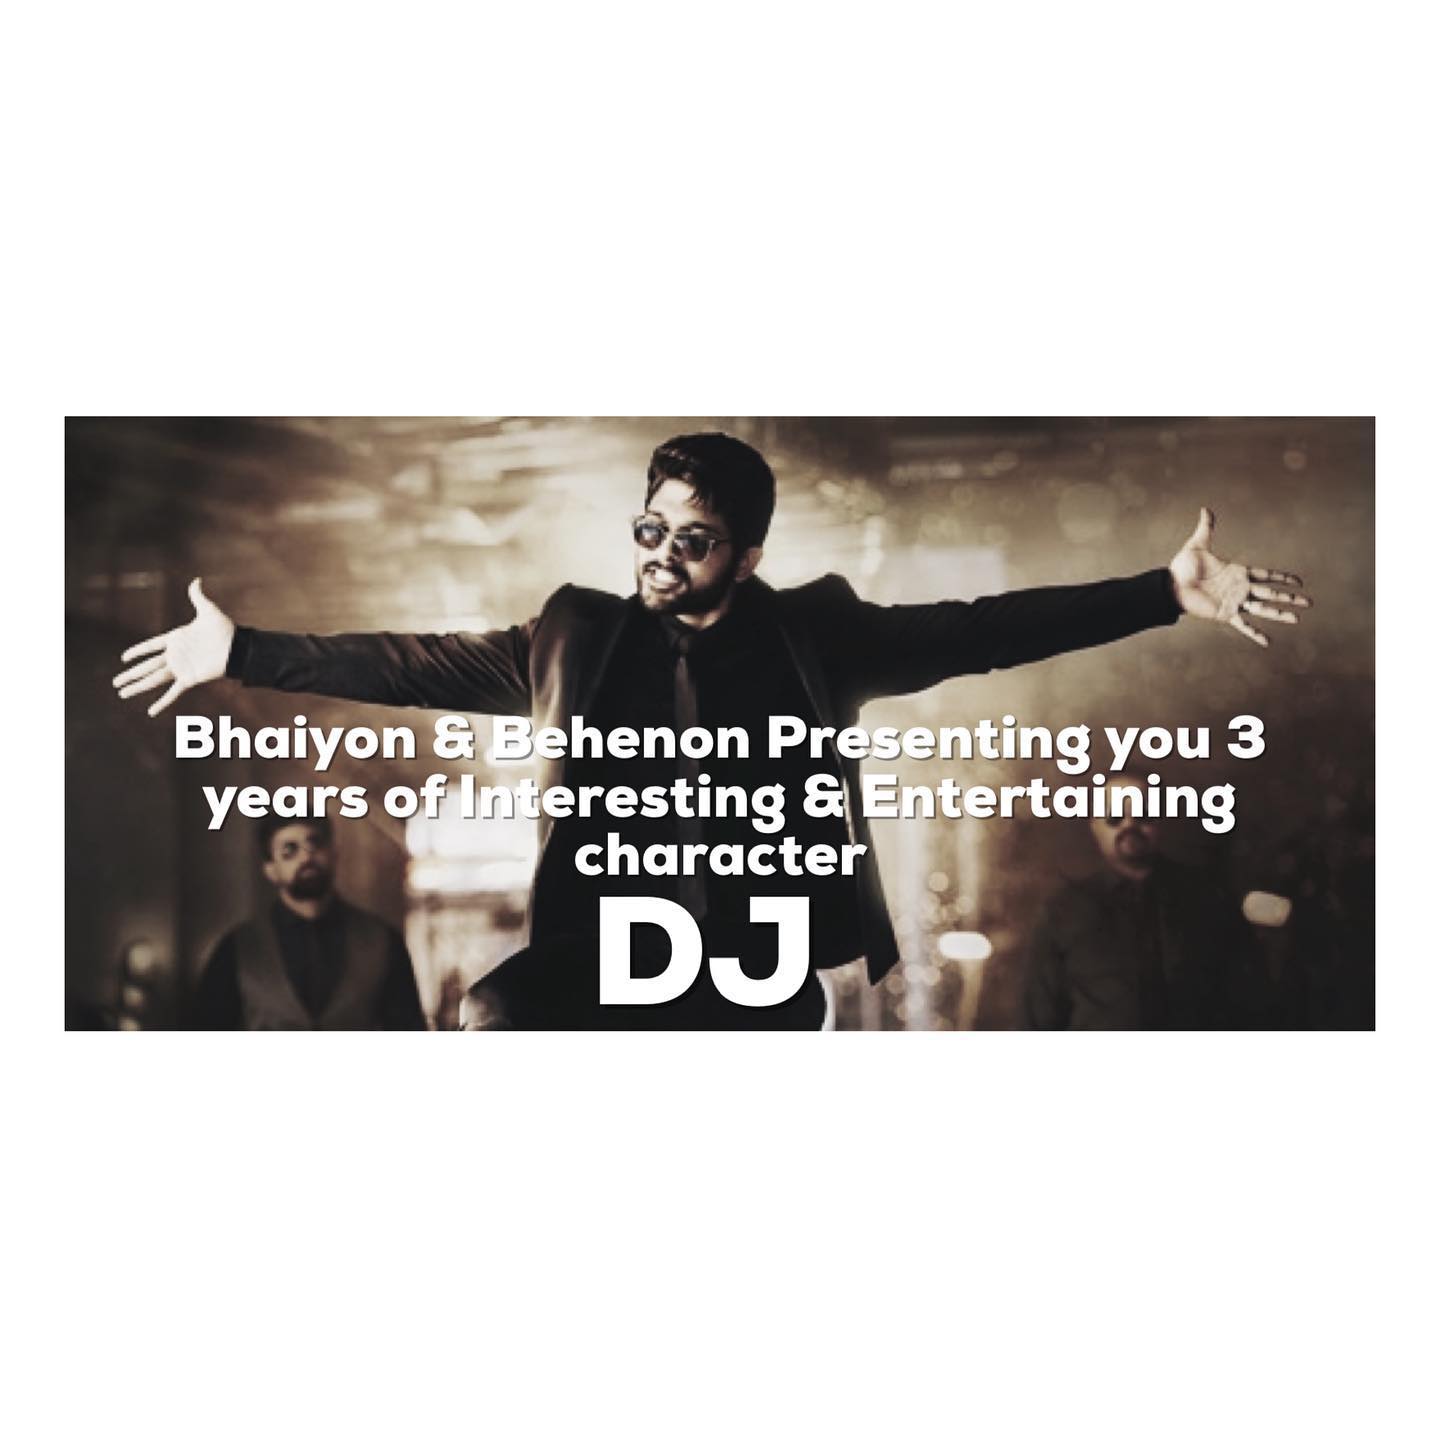 Bhaiyon & Behenon Presenting you 3
years of Interesting & Entertaining
character
DJ